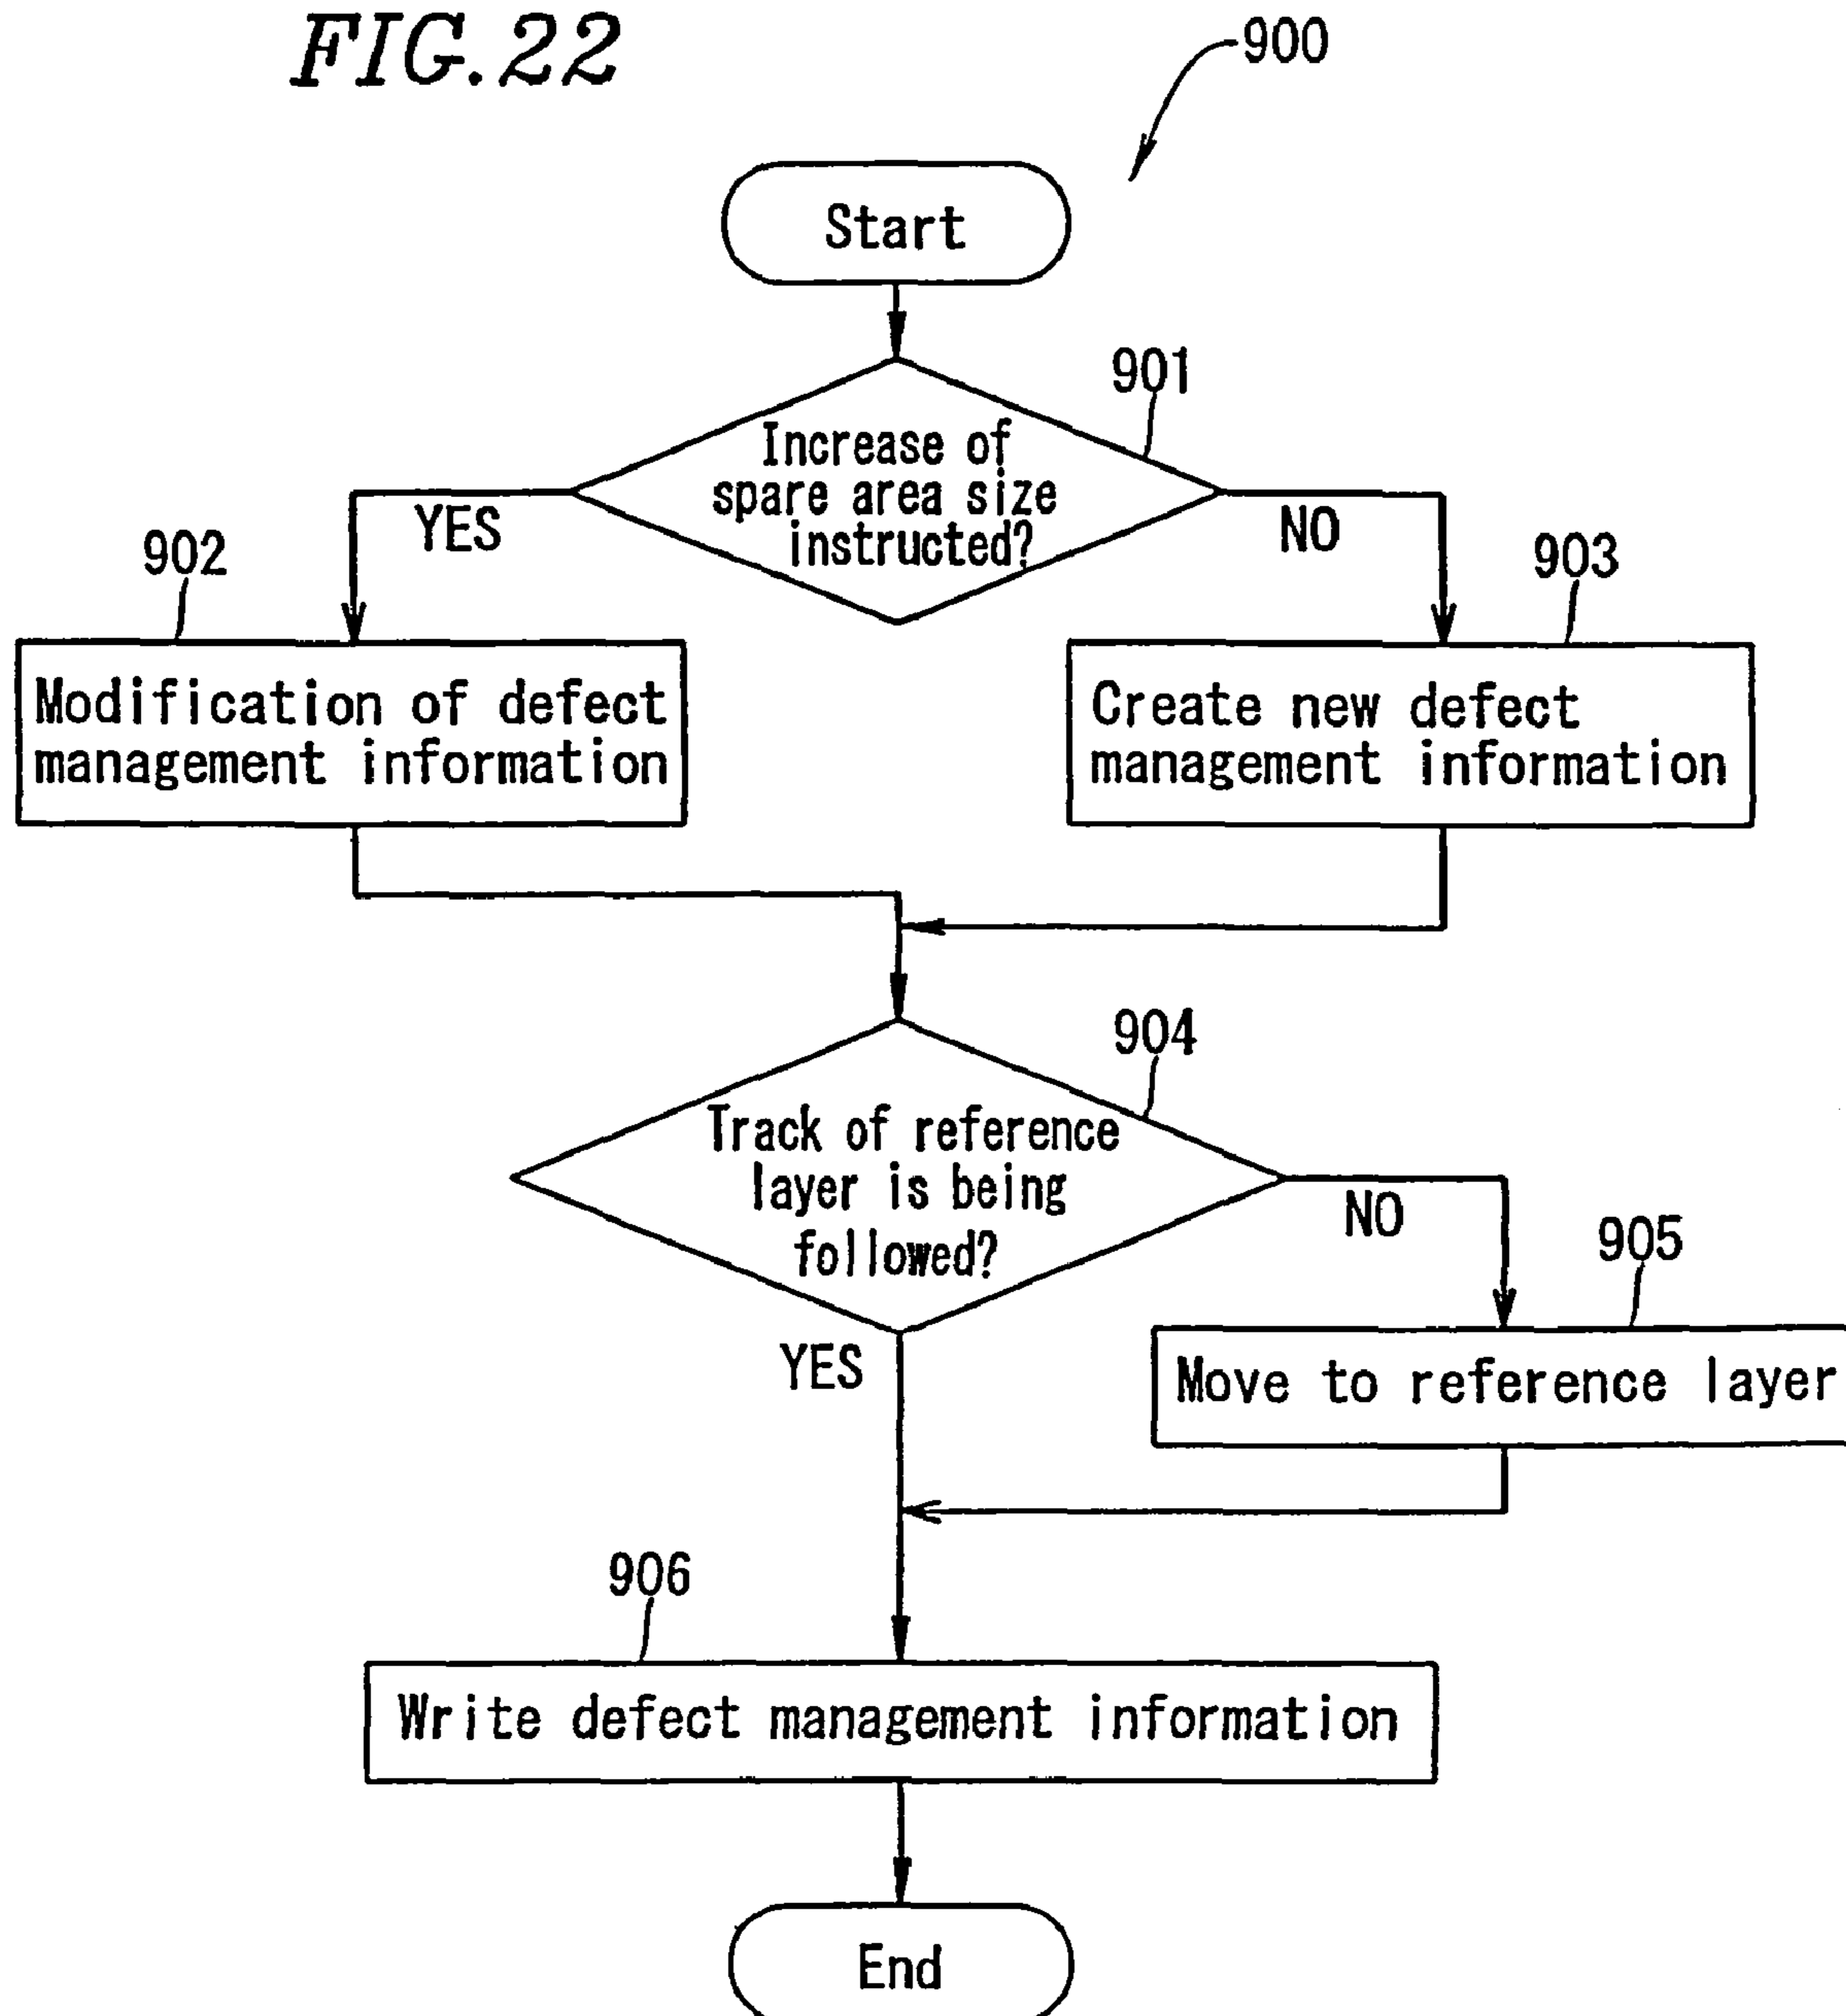 FIG. 22
900
Start
901
Increase of
spare area size
instructed?
YES
NO
902
903
Modification of defect
management information
Create new defect
management information
904
Track of reference
layer is being
followed?
NO
905
YES
Move to reference layer
906
Write defect management information
End